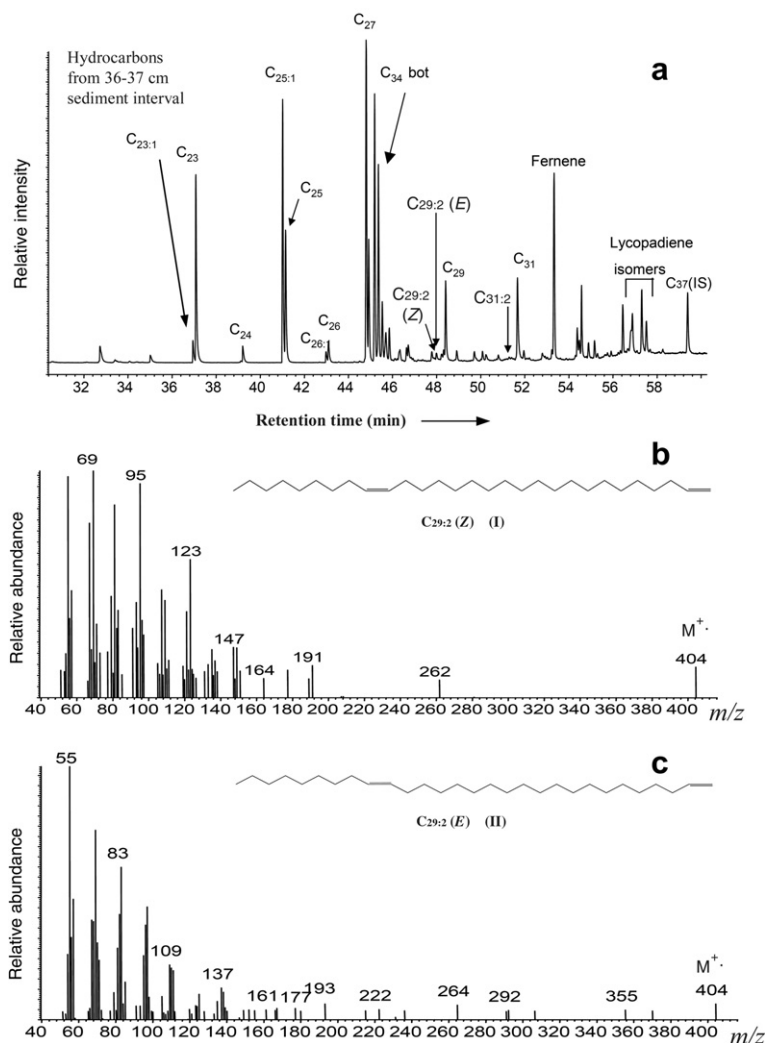 a
Hydrocarbons
from 36-37 cm
sediment interval
C23:1
C23
C24
C25:1
C25
C26:1
C26
C27
C34 bot
C29:2 (E)
C29:2
(Z)
C29
C31:2
C31
Fernene
Lycopadiene
isomers
C37(IS)
Relative intensity
32 34 36 38 40 42 44 46 48 50 52 54 56 58
Retention time (min)
b
69
95
123
147
164
191
262
M+·
404
C29:2 (Z) (I)
Relative abundance
40 60 80 100 120 140 160 180 200 220 240 260 280 300 320 340 360 380 400
m/z
c
55
83
109
137
161
177
193
222
264
292
355
M+·
404
C29:2 (E) (II)
Relative abundance
40 60 80 100 120 140 160 180 200 220 240 260 280 300 320 340 360 380 400
m/z